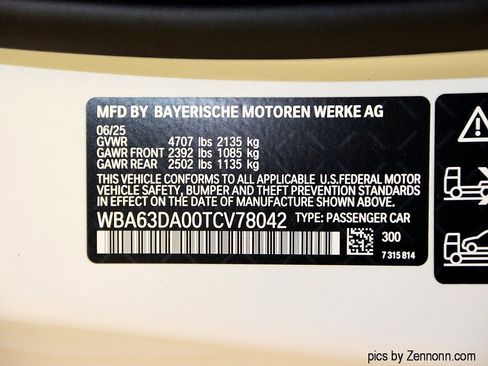 MFD BY BAYERISCHE MOTOREN WERKE AG
06/25
GVWR 4707 lbs 2135 kg
GAWR FRONT 2392 lbs 1085 kg
GAWR REAR 2502 lbs 1135 kg
THIS VEHICLE CONFORMS TO ALL APPLICABLE U.S.FEDERAL MOTOR
VEHICLE SAFETY, BUMPER AND THEFT PREVENTION STANDARDS
IN EFFECT ON THE DATE OF MANUFACTURE SHOWN ABOVE.
WBA63DA00TCV78042 TYPE: PASSENGER CAR
300
7 315 814
pics by Zennonn.com